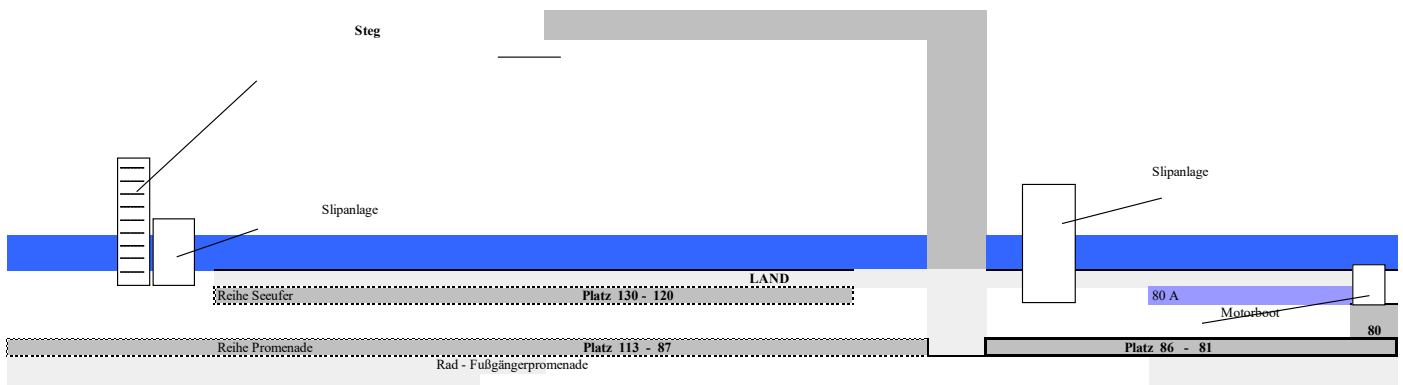 Steg
Slipanlage
Slipanlage
LAND
Reihe Seeufer Platz 130 - 120
80 A
Motorboot
80
Reihe Promenade Platz 113 - 87
Platz 86 - 81
Rad - Fußgängerpromenade